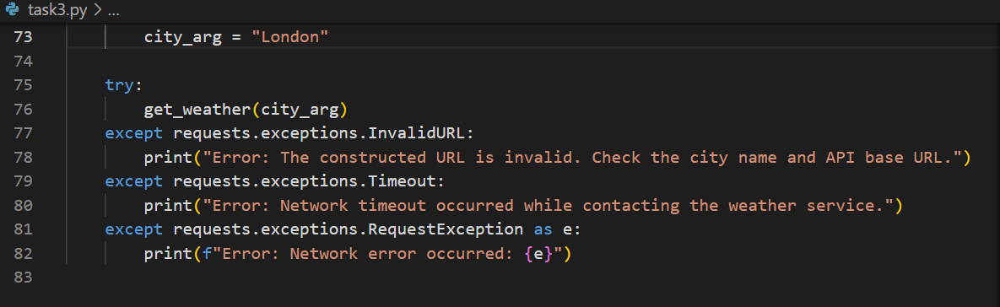 task3.py > ...
73 city_arg = "London"
74
75 try:
76 get_weather(city_arg)
77 except requests.exceptions.InvalidURL:
78 print("Error: The constructed URL is invalid. Check the city name and API base URL.")
79 except requests.exceptions.Timeout:
80 print("Error: Network timeout occurred while contacting the weather service.")
81 except requests.exceptions.RequestException as e:
82 print(f"Error: Network error occurred: {e}")
83